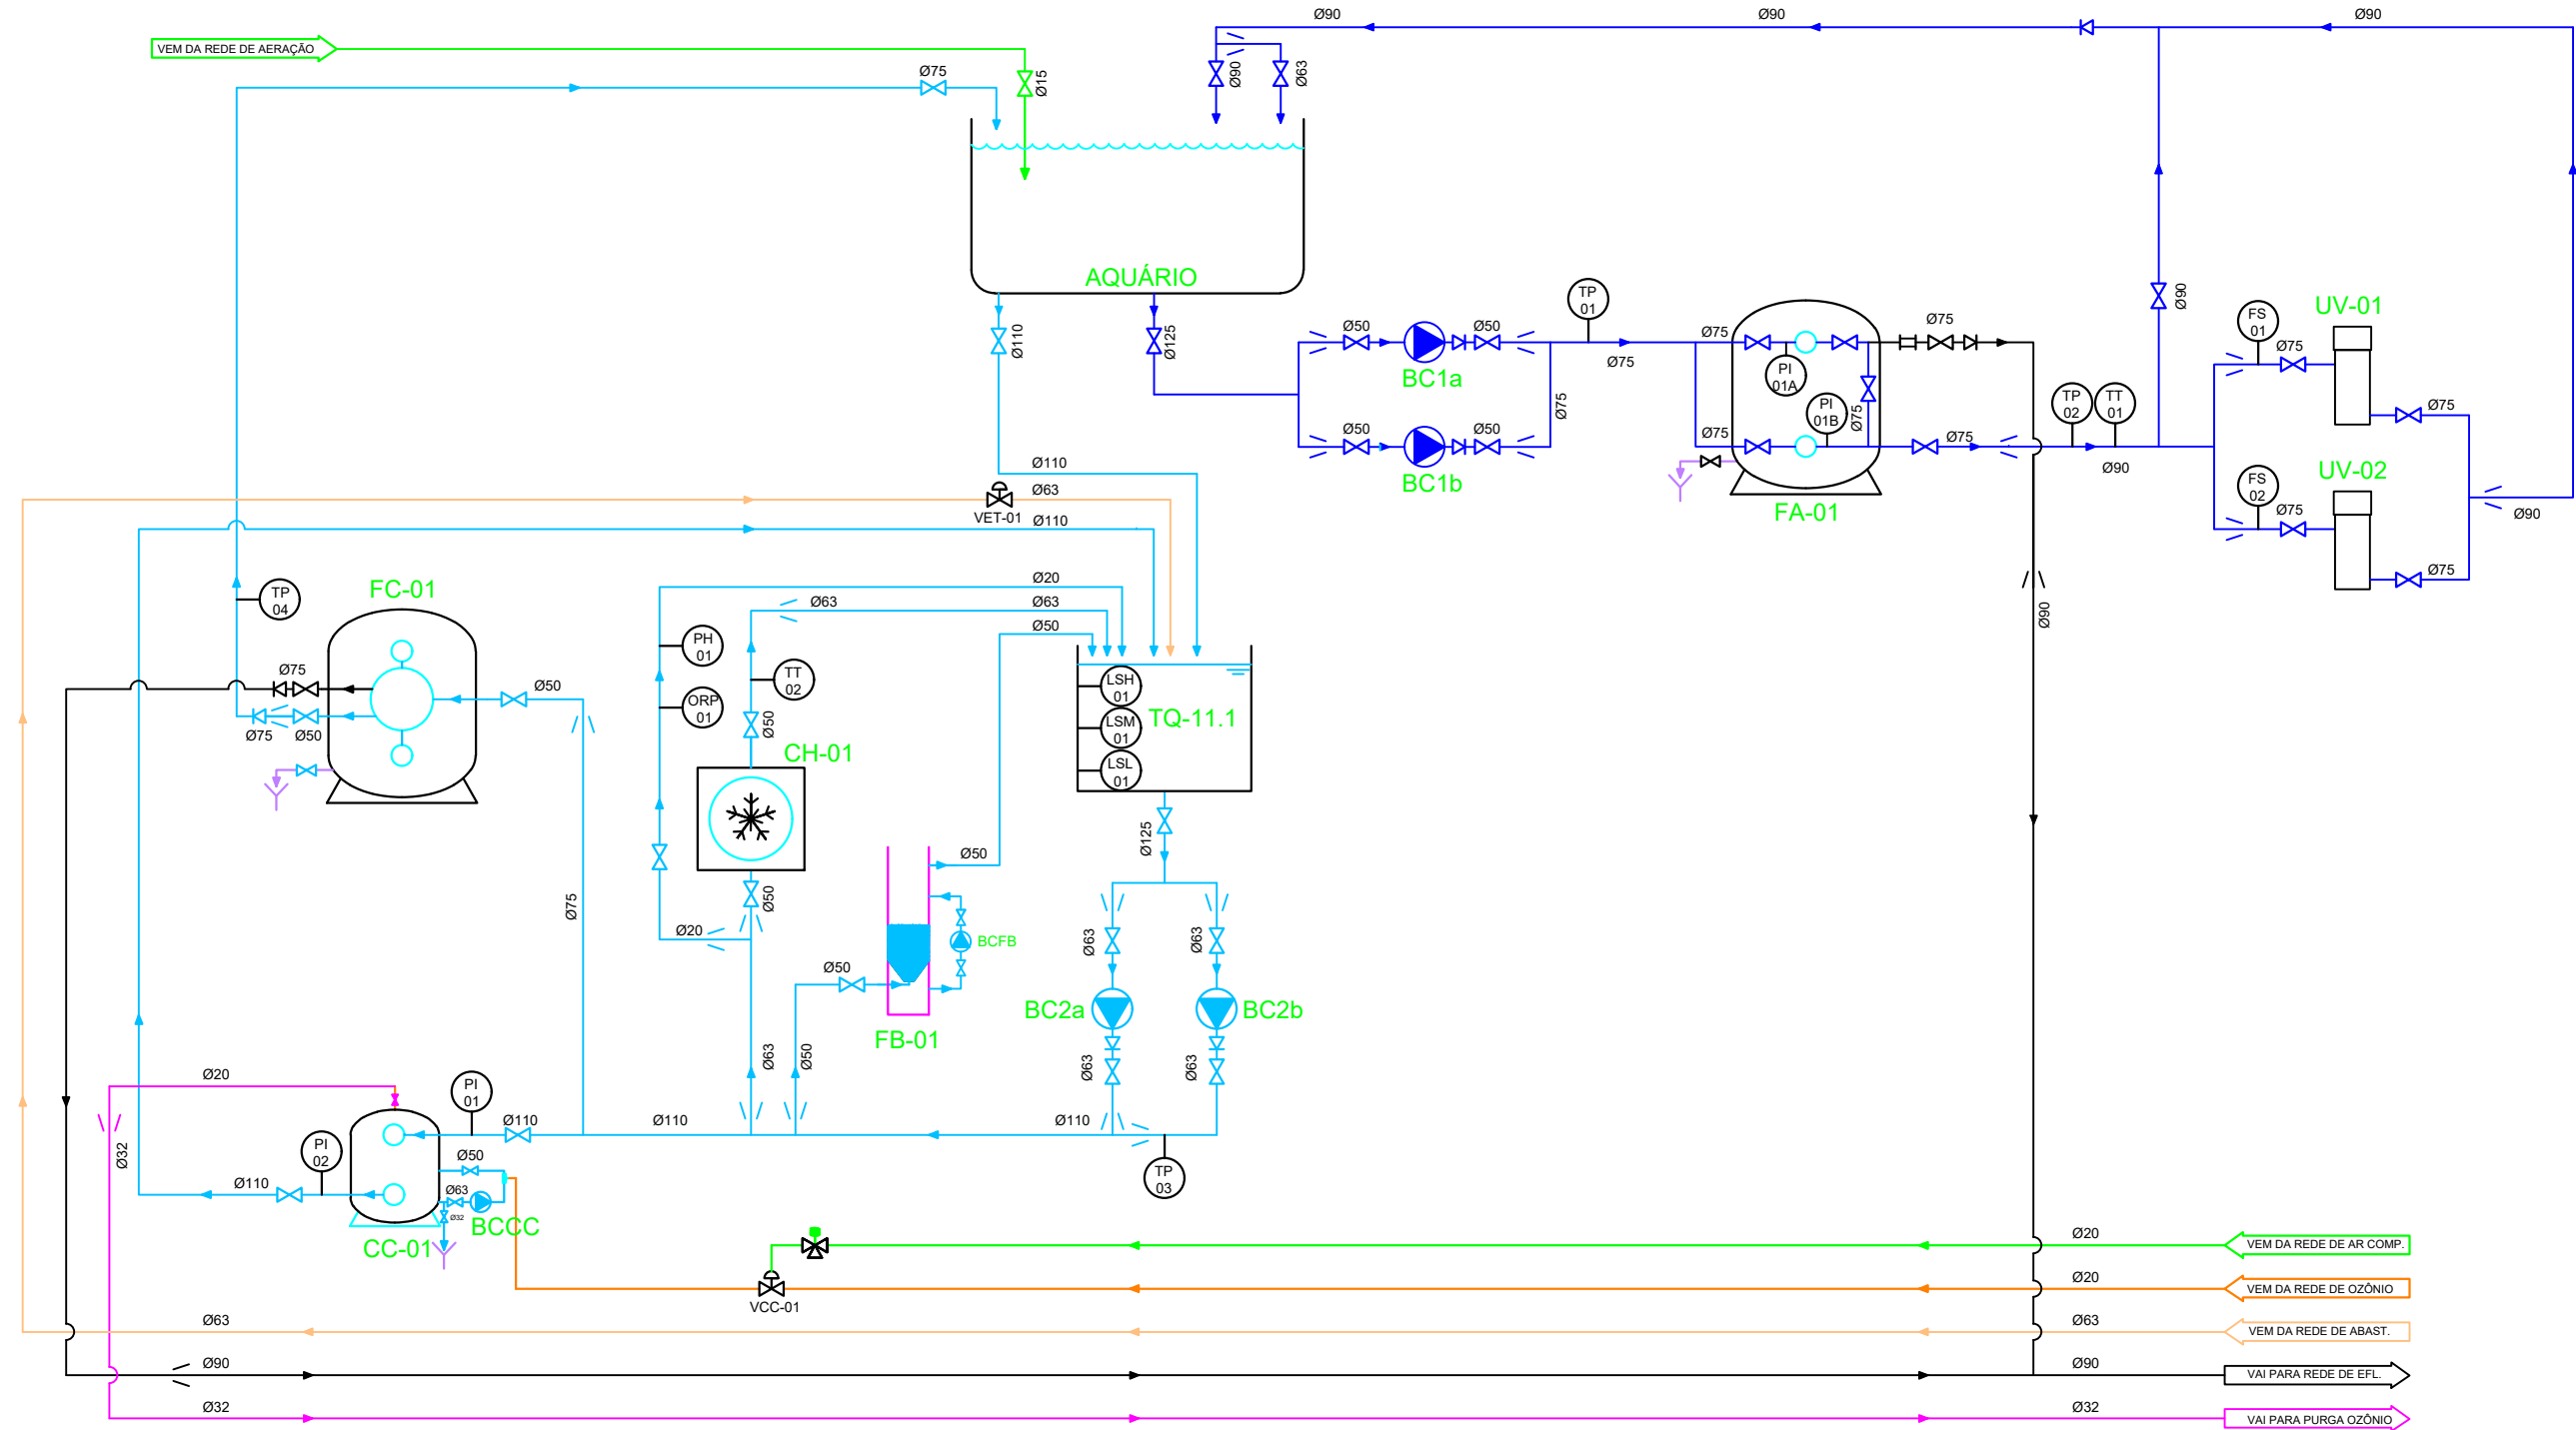 Ø90
Ø90
Ø90
VEM DA REDE DE AERAÇÃO
Ø75
Ø15
Ø90
Ø63
AQUÁRIO
Ø110
Ø125
Ø50
Ø50
BC1a
Ø50
Ø50
BC1b
Ø75
TP
01
Ø75
Ø75
Ø75
PI
01A
PI
01B
Ø75
FA-01
Ø75
Ø75
TP
02
TT
01
Ø90
Ø90
FS
01
Ø75
UV-01
Ø75
FS
02
Ø75
UV-02
Ø75
Ø90
Ø90
Ø110
VET-01
Ø63
Ø110
Ø20
Ø63
Ø63
Ø50
TP
04
FC-01
Ø75
Ø50
Ø75
Ø50
Ø75
PH
01
ORP
01
TT
02
Ø50
CH-01
Ø50
Ø20
Ø63
LSH
01
LSM
01
LSL
01
TQ-11.1
Ø125
Ø50
BCFB
Ø50
FB-01
Ø50
Ø63
Ø63
BC2a
BC2b
Ø63
Ø63
Ø20
Ø32
PI
01
Ø110
Ø110
Ø110
TP
03
PI
02
Ø110
Ø50
Ø63
Ø32
BCCC
CC-01
Ø20
VEM DA REDE DE AR COMP.
VCC-01
Ø20
VEM DA REDE DE OZÔNIO
Ø63
Ø63
VEM DA REDE DE ABAST.
Ø90
Ø90
VAI PARA REDE DE EFL.
Ø32
Ø32
VAI PARA PURGA OZÔNIO